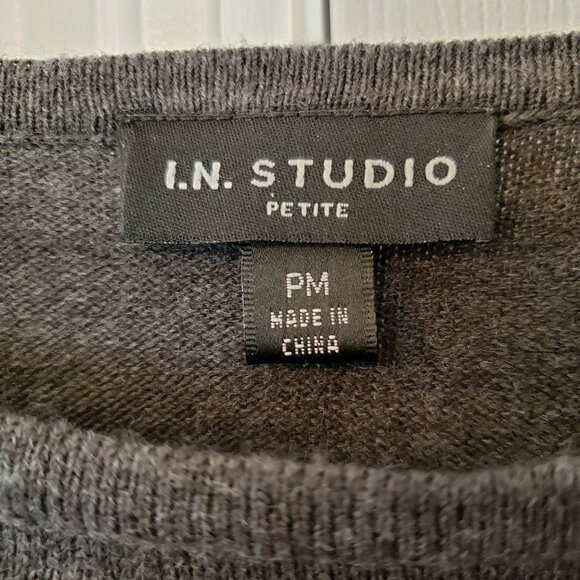 I.N. STUDIO
PETITE
PM
MADE IN
CHINA